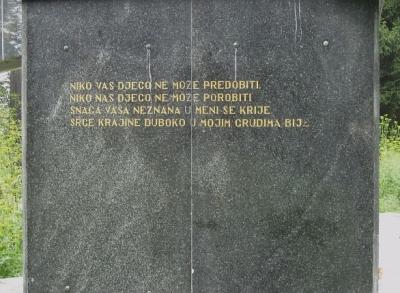 NIKO VAS DJECO NE MOŽE PREDOBITI.
NIKO NAS DJECO NE MOŽE POROBITI
SNAGA VAŠA NEZNANA U MENI SE KRIJE
SRCE KRAJINE DUBOKO U MOJIM GRUDIMA BIJE